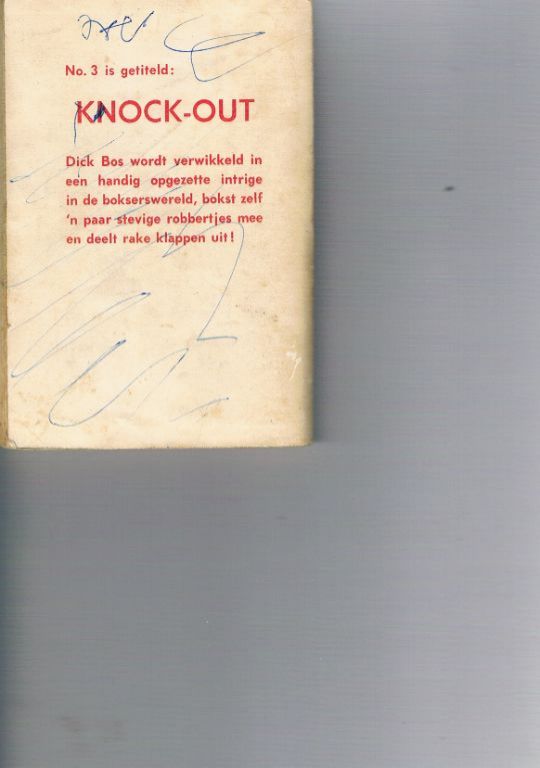 No. 3 is getiteld:
KNOCK-OUT
Dick Bos wordt verwikkeld in
een handig opgezette intrige
in de bokserswereld, bokst zelf
'n paar stevige robbertjes mee
en deelt rake klappen uit!